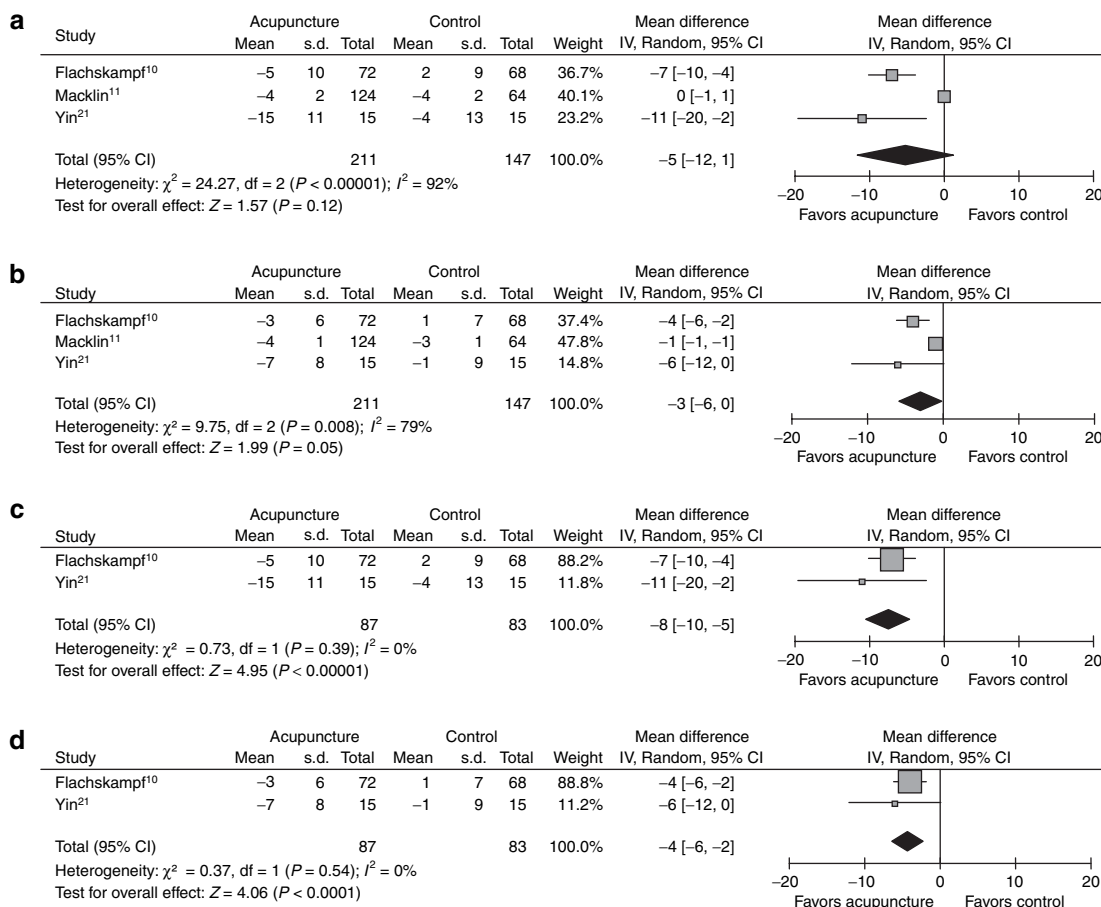 a
Acupuncture Control Mean difference Mean difference
Study Mean s.d. Total Mean s.d. Total Weight IV, Random, 95% CI IV, Random, 95% CI
Flachskampf¹⁰ −5 10 72 2 9 68 36.7% −7 [−10, −4]
Macklin¹¹ −4 2 124 −4 2 64 40.1% 0 [−1, 1]
Yin²¹ −15 11 15 −4 13 15 23.2% −11 [−20, −2]
Total (95% CI) 211 147 100.0% −5 [−12, 1]
Heterogeneity: χ² = 24.27, df = 2 (P < 0.00001); I² = 92%
Test for overall effect: Z = 1.57 (P = 0.12)
−20 −10 0 10 20
Favors acupuncture Favors control
b
Acupuncture Control Mean difference Mean difference
Study Mean s.d. Total Mean s.d. Total Weight IV, Random, 95% CI IV, Random, 95% CI
Flachskampf¹⁰ −3 6 72 1 7 68 37.4% −4 [−6, −2]
Macklin¹¹ −4 1 124 −3 1 64 47.8% −1 [−1, −1]
Yin²¹ −7 8 15 −1 9 15 14.8% −6 [−12, 0]
Total (95% CI) 211 147 100.0% −3 [−6, 0]
Heterogeneity: χ² = 9.75, df = 2 (P = 0.008); I² = 79%
Test for overall effect: Z = 1.99 (P = 0.05)
−20 −10 0 10 20
Favors acupuncture Favors control
c
Acupuncture Control Mean difference Mean difference
Study Mean s.d. Total Mean s.d. Total Weight IV, Random, 95% CI IV, Random, 95% CI
Flachskampf¹⁰ −5 10 72 2 9 68 88.2% −7 [−10, −4]
Yin²¹ −15 11 15 −4 13 15 11.8% −11 [−20, −2]
Total (95% CI) 87 83 100.0% −8 [−10, −5]
Heterogeneity: χ² = 0.73, df = 1 (P = 0.39); I² = 0%
Test for overall effect: Z = 4.95 (P < 0.00001)
−20 −10 0 10 20
Favors acupuncture Favors control
d
Acupuncture Control Mean difference Mean difference
Study Mean s.d. Total Mean s.d. Total Weight IV, Random, 95% CI IV, Random, 95% CI
Flachskampf¹⁰ −3 6 72 1 7 68 88.8% −4 [−6, −2]
Yin²¹ −7 8 15 −1 9 15 11.2% −6 [−12, 0]
Total (95% CI) 87 83 100.0% −4 [−6, −2]
Heterogeneity: χ² = 0.37, df = 1 (P = 0.54); I² = 0%
Test for overall effect: Z = 4.06 (P < 0.0001)
−20 −10 0 10 20
Favors acupuncture Favors control